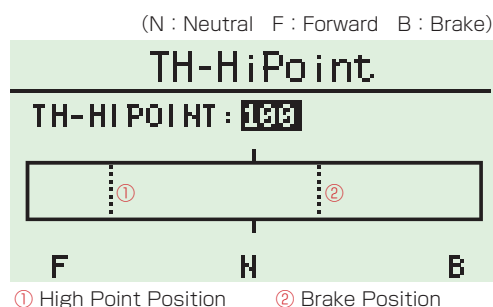 (N：Neutral F：Forward B：Brake)
TH-HiPoint
TH-HIPOINT:100
① ②
F N B
① High Point Position ② Brake Position